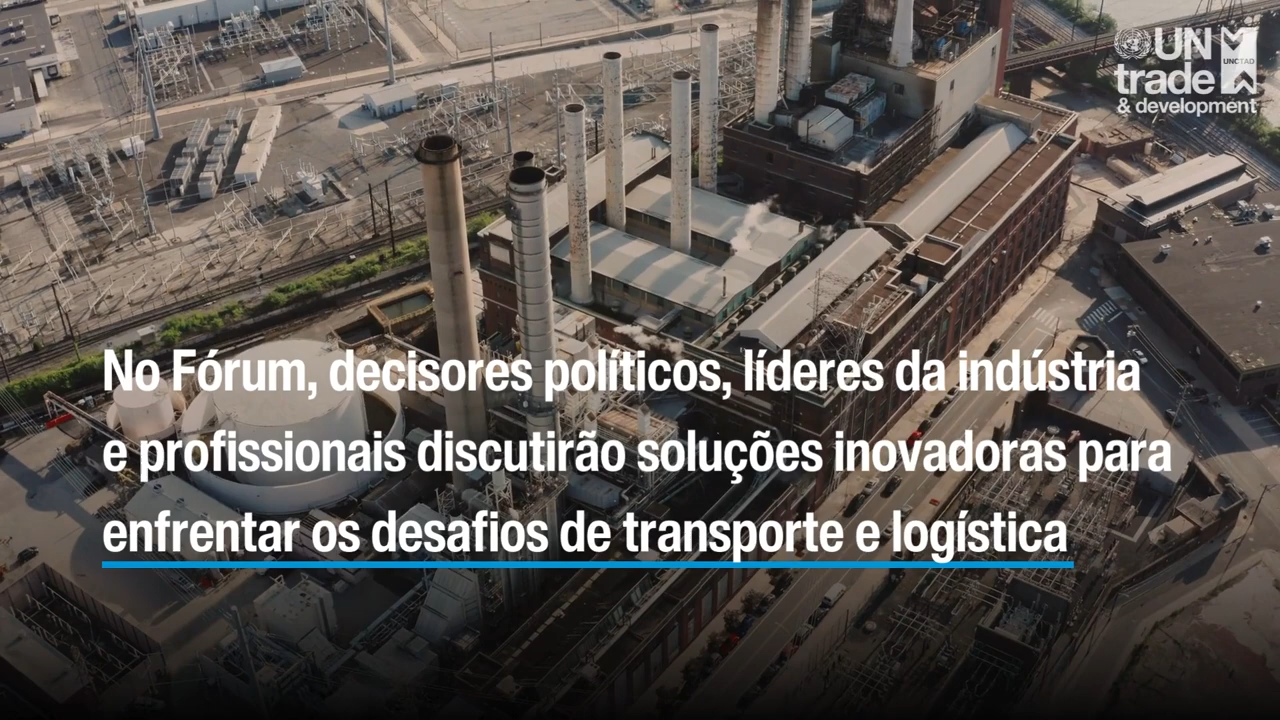 UN
trade
& development
UNCTAD
No Fórum, decisores políticos, líderes da indústria
e profissionais discutirão soluções inovadoras para
enfrentar os desafios de transporte e logística